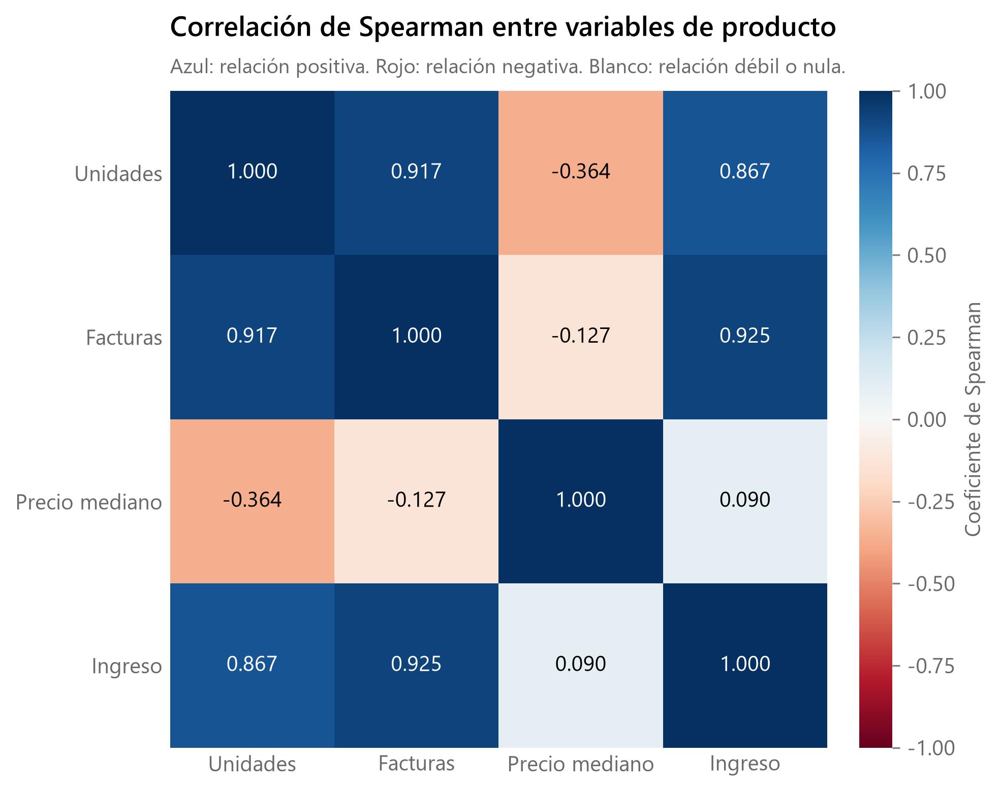 Correlación de Spearman entre variables de producto
Azul: relación positiva. Rojo: relación negativa. Blanco: relación débil o nula.
Unidades 1.000 0.917 -0.364 0.867
Facturas 0.917 1.000 -0.127 0.925
Precio mediano -0.364 -0.127 1.000 0.090
Ingreso 0.867 0.925 0.090 1.000
Unidades Facturas Precio mediano Ingreso
1.00
0.75
0.50
0.25
0.00
-0.25
-0.50
-0.75
-1.00
Coeficiente de Spearman